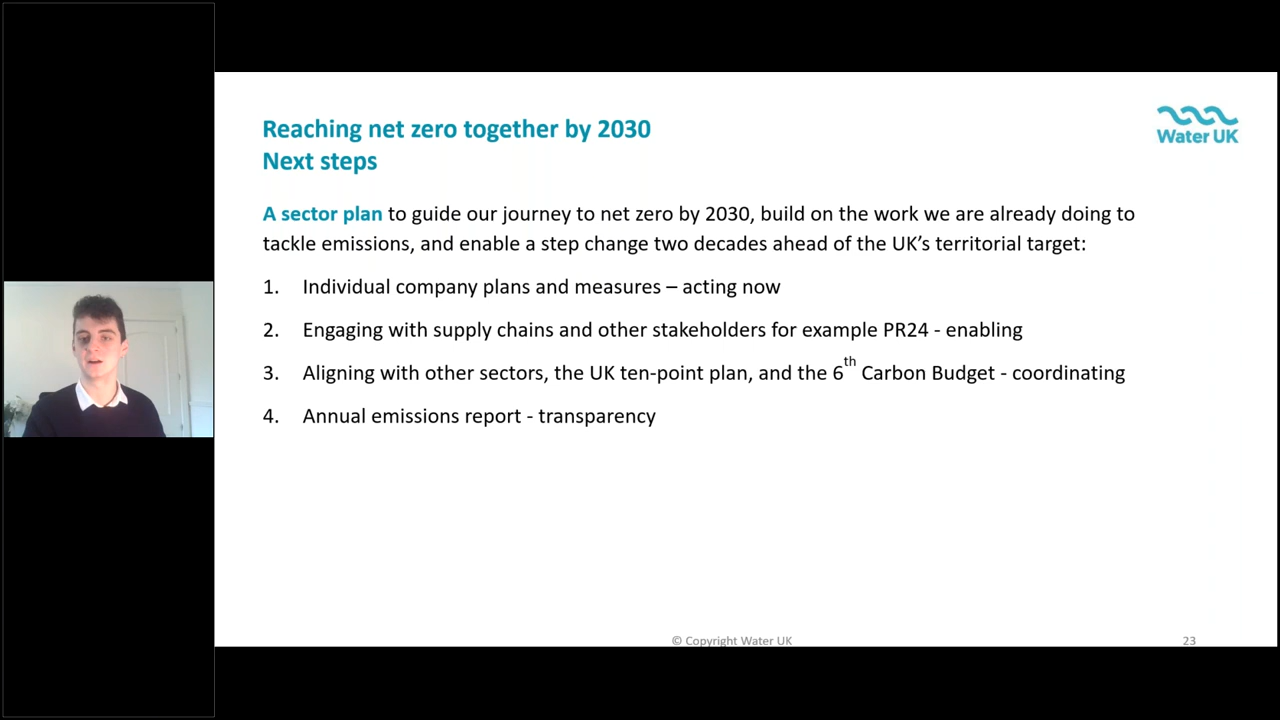 Reaching net zero together by 2030
Next steps
Water UK
A sector plan to guide our journey to net zero by 2030, build on the work we are already doing to
tackle emissions, and enable a step change two decades ahead of the UK’s territorial target:
1. Individual company plans and measures – acting now
2. Engaging with supply chains and other stakeholders for example PR24 - enabling
3. Aligning with other sectors, the UK ten-point plan, and the 6th Carbon Budget - coordinating
4. Annual emissions report - transparency
© Copyright Water UK
23